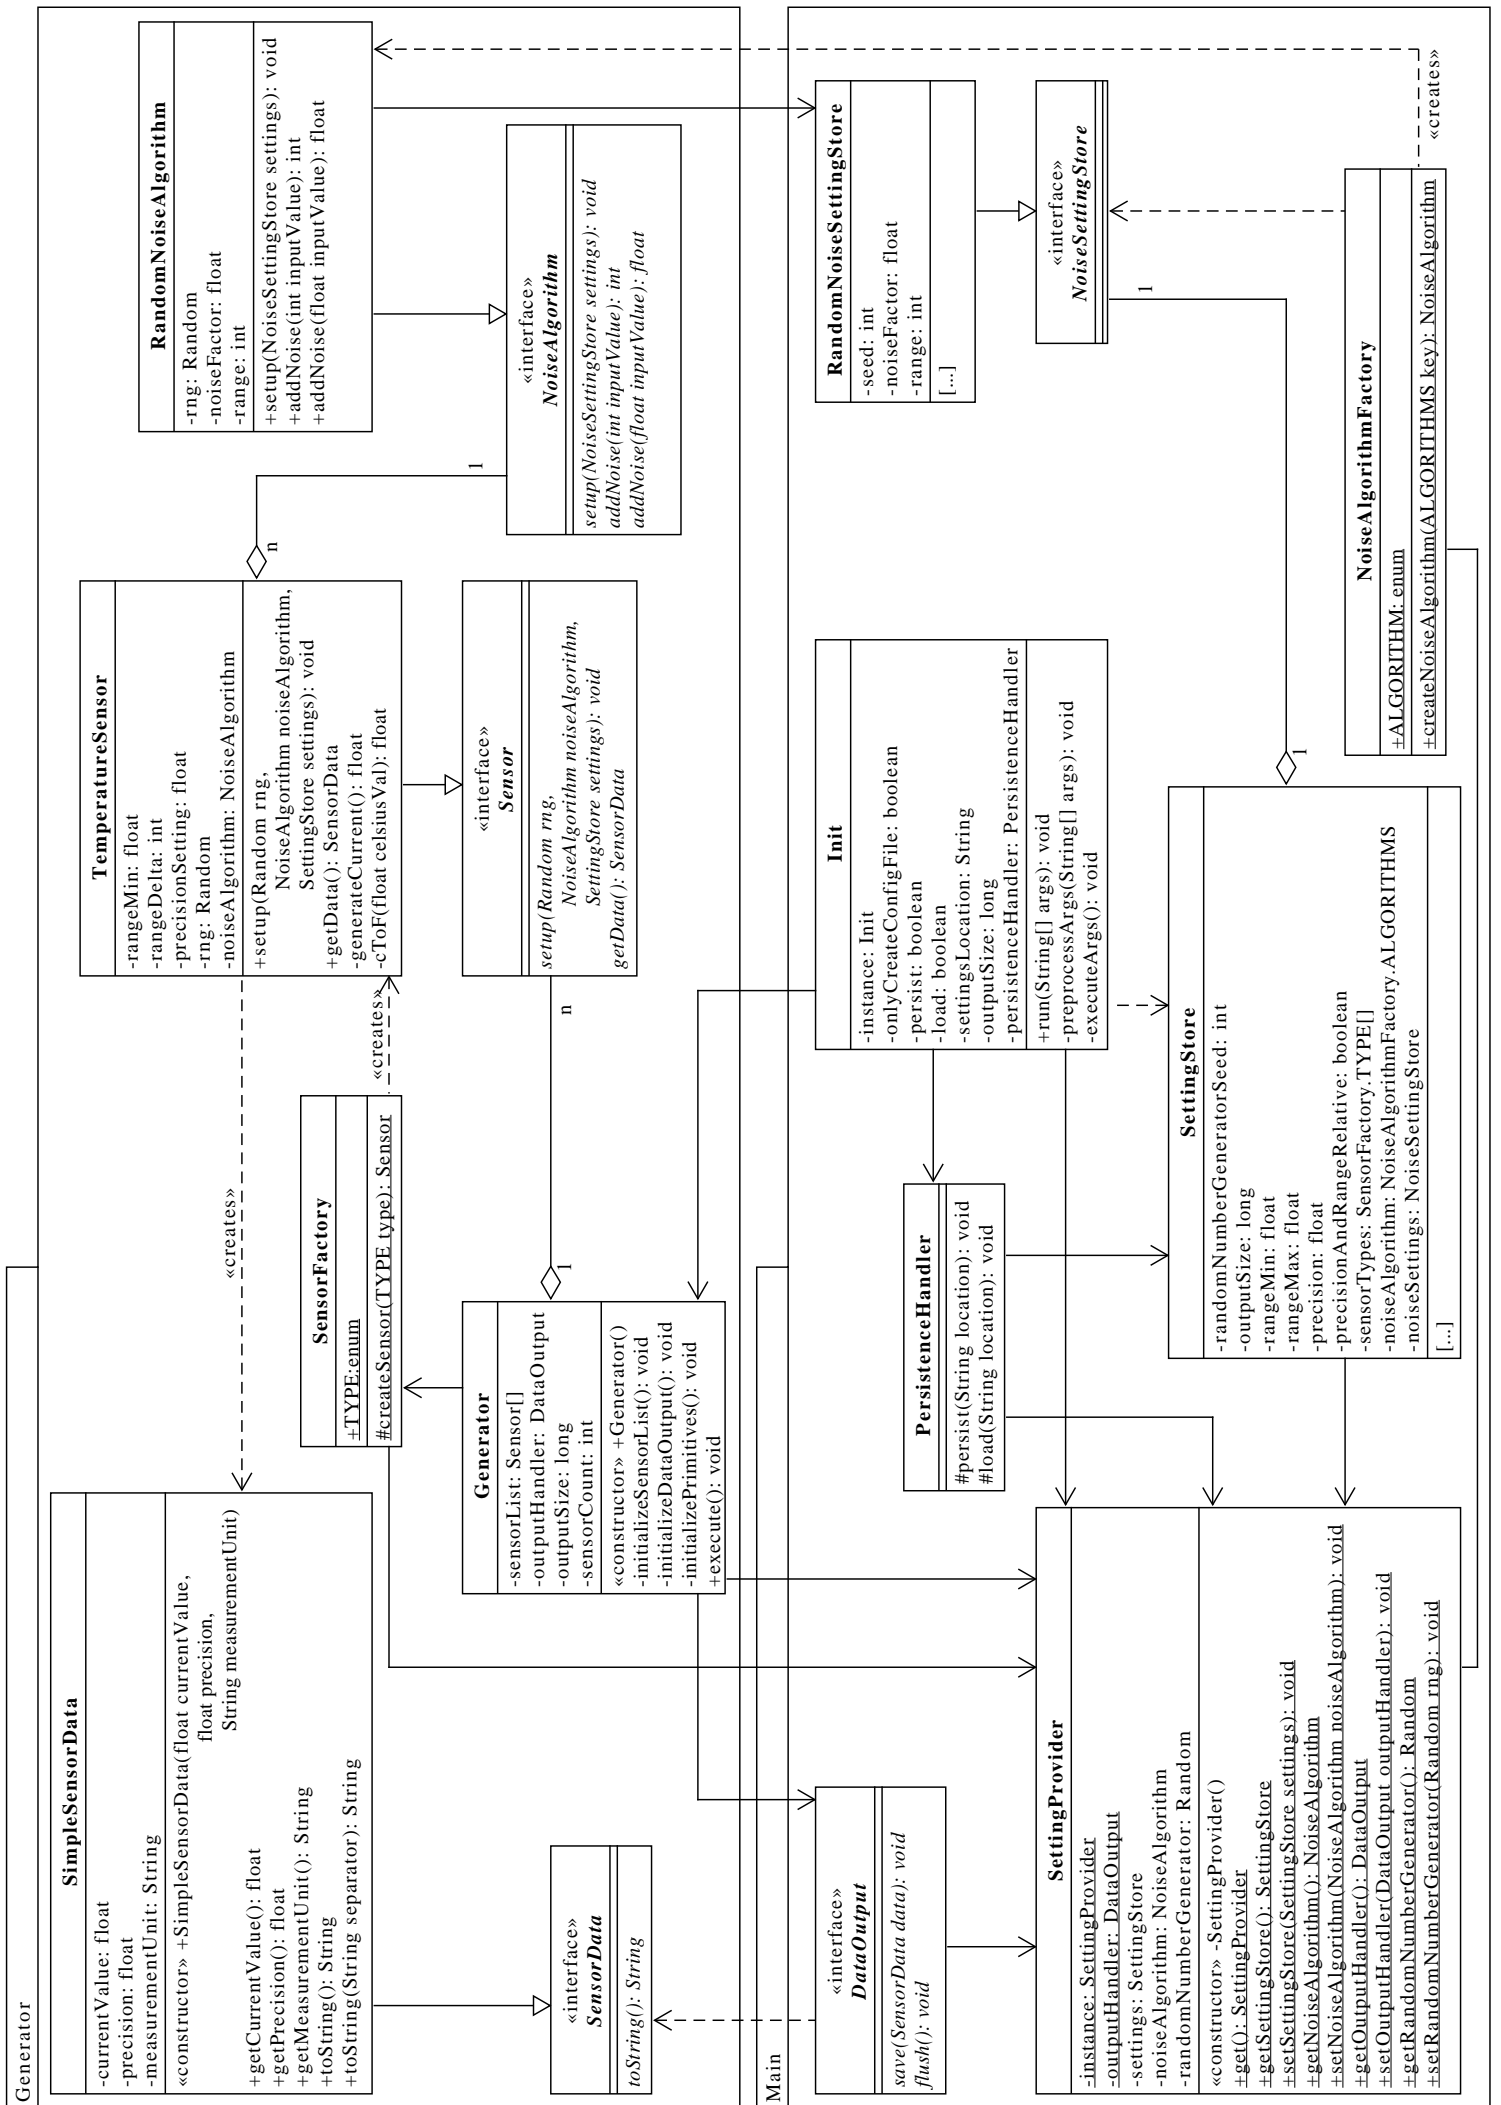 Generator
SimpleSensorData
-currentValue: float
-precision: float
-measurementUnit: String
«constructor» +SimpleSensorData(float currentValue,
float precision,
String measurementUnit)
+getCurrentValue(): float
+getPrecision(): float
+getMeasurementUnit(): String
+toString(): String
+toString(String separator): String
«creates»
TemperatureSensor
-rangeMin: float
-rangeDelta: int
-precisionSetting: float
-rng: Random
-noiseAlgorithm: NoiseAlgorithm
+setup(Random rng,
NoiseAlgorithm noiseAlgorithm,
SettingStore settings): void
+getData(): SensorData
-generateCurrent(): float
-cToF(float celsiusVal): float
n
1
RandomNoiseAlgorithm
-rng: Random
-noiseFactor: float
-range: int
+setup(NoiseSettingStore settings): void
+addNoise(int inputValue): int
+addNoise(float inputValue): float
SensorFactory
+TYPE:enum
#createSensor(TYPE type): Sensor
«creates»
«interface»
SensorData
toString(): String
Generator
-sensorList: Sensor[]
-outputHandler: DataOutput
-outputSize: long
-sensorCount: int
«constructor» +Generator()
-initializeSensorList(): void
-initializeDataOutput(): void
-initializePrimitives(): void
+execute(): void
1
n
«interface»
Sensor
setup(Random rng,
NoiseAlgorithm noiseAlgorithm,
SettingStore settings): void
getData(): SensorData
«interface»
NoiseAlgorithm
setup(NoiseSettingStore settings): void
addNoise(int inputValue): int
addNoise(float inputValue): float
Main
«interface»
DataOutput
save(SensorData data): void
flush(): void
PersistenceHandler
#persist(String location): void
#load(String location): void
Init
-instance: Init
-onlyCreateConfigFile: boolean
-persist: boolean
-load: boolean
-settingsLocation: String
-outputSize: long
-persistenceHandler: PersistenceHandler
+run(String[] args): void
-preprocessArgs(String[] args): void
-executeArgs(): void
RandomNoiseSettingStore
-seed: int
-noiseFactor: float
-range: int
[...]
«interface»
NoiseSettingStore
1
SettingProvider
-instance: SettingProvider
-outputHandler: DataOutput
-settings: SettingStore
-noiseAlgorithm: NoiseAlgorithm
-randomNumberGenerator: Random
«constructor» -SettingProvider()
+get(): SettingProvider
+getSettingStore(): SettingStore
+setSettingStore(SettingStore settings): void
+getNoiseAlgorithm(): NoiseAlgorithm
+setNoiseAlgorithm(NoiseAlgorithm noiseAlgorithm): void
+getOutputHandler(): DataOutput
+setOutputHandler(DataOutput outputHandler): void
+getRandomNumberGenerator(): Random
+setRandomNumberGenerator(Random rng): void
SettingStore
-randomNumberGeneratorSeed: int
-outputSize: long
-rangeMin: float
-rangeMax: float
-precision: float
-precisionAndRangeRelative: boolean
-sensorTypes: SensorFactory.TYPE[]
-noiseAlgorithm: NoiseAlgorithmFactory.ALGORITHMS
-noiseSettings: NoiseSettingStore
[...]
1
NoiseAlgorithmFactory
+ALGORITHM: enum
+createNoiseAlgorithm(ALGORITHMS key): NoiseAlgorithm
«creates»